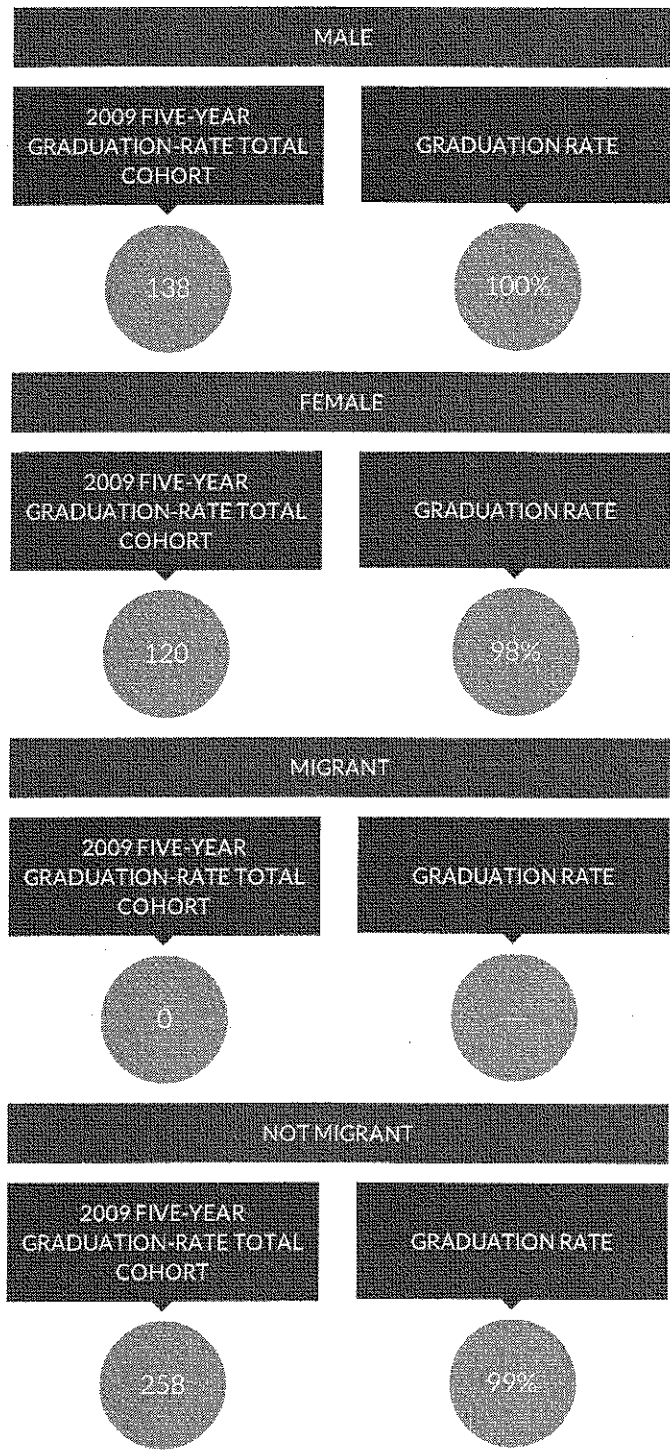 MALE
2009 FIVE-YEAR
GRADUATION-RATE TOTAL
COHORT
GRADUATION RATE
138
100%
FEMALE
2009 FIVE-YEAR
GRADUATION-RATE TOTAL
COHORT
GRADUATION RATE
120
98%
MIGRANT
2009 FIVE-YEAR
GRADUATION-RATE TOTAL
COHORT
GRADUATION RATE
0
—
NOT MIGRANT
2009 FIVE-YEAR
GRADUATION-RATE TOTAL
COHORT
GRADUATION RATE
258
99%